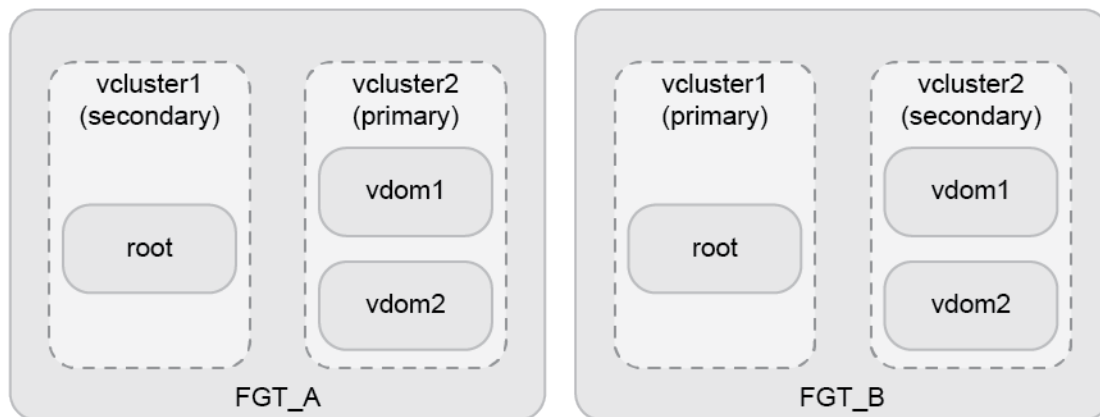 vcluster1
(secondary)
root
vcluster2
(primary)
vdom1
vdom2
FGT_A
vcluster1
(primary)
root
vcluster2
(secondary)
vdom1
vdom2
FGT_B